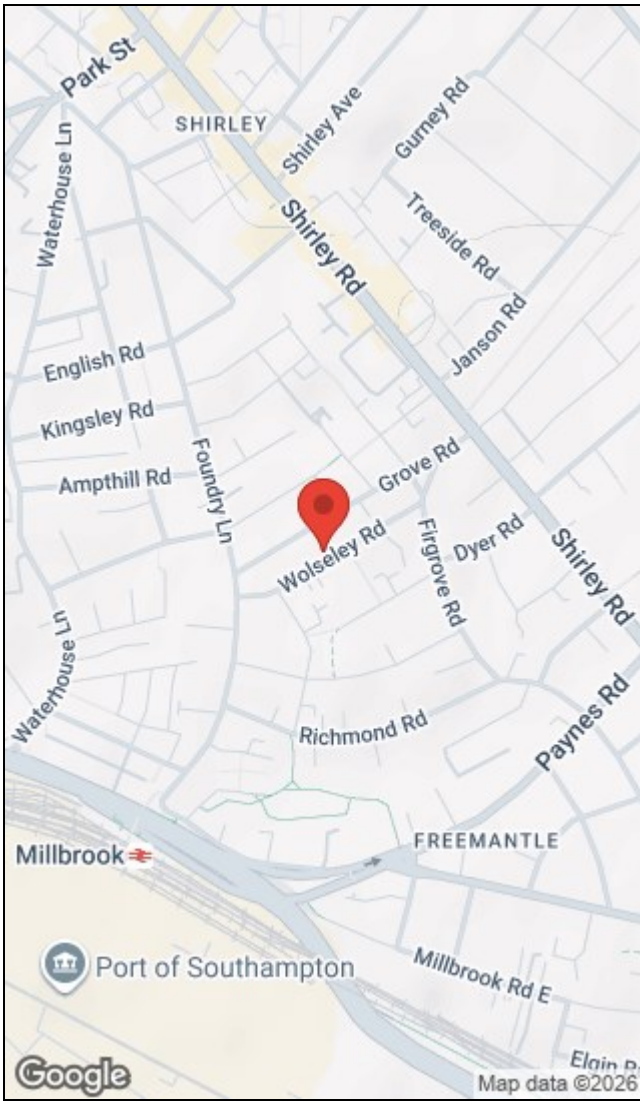 Park St
SHIRLEY
Shirley Ave
Gurney Rd
Waterhouse Ln
Treeside Rd
Shirley Rd
Janson Rd
English Rd
Kingsley Rd
Ampthill Rd
Foundry Ln
Grove Rd
Wolseley Rd
Firgrove Rd
Dyer Rd
Shirley Rd
Waterhouse Ln
Richmond Rd
Paynes Rd
Millbrook
FREEMANTLE
Port of Southampton
Millbrook Rd E
Elgin R
Google
Map data ©2026